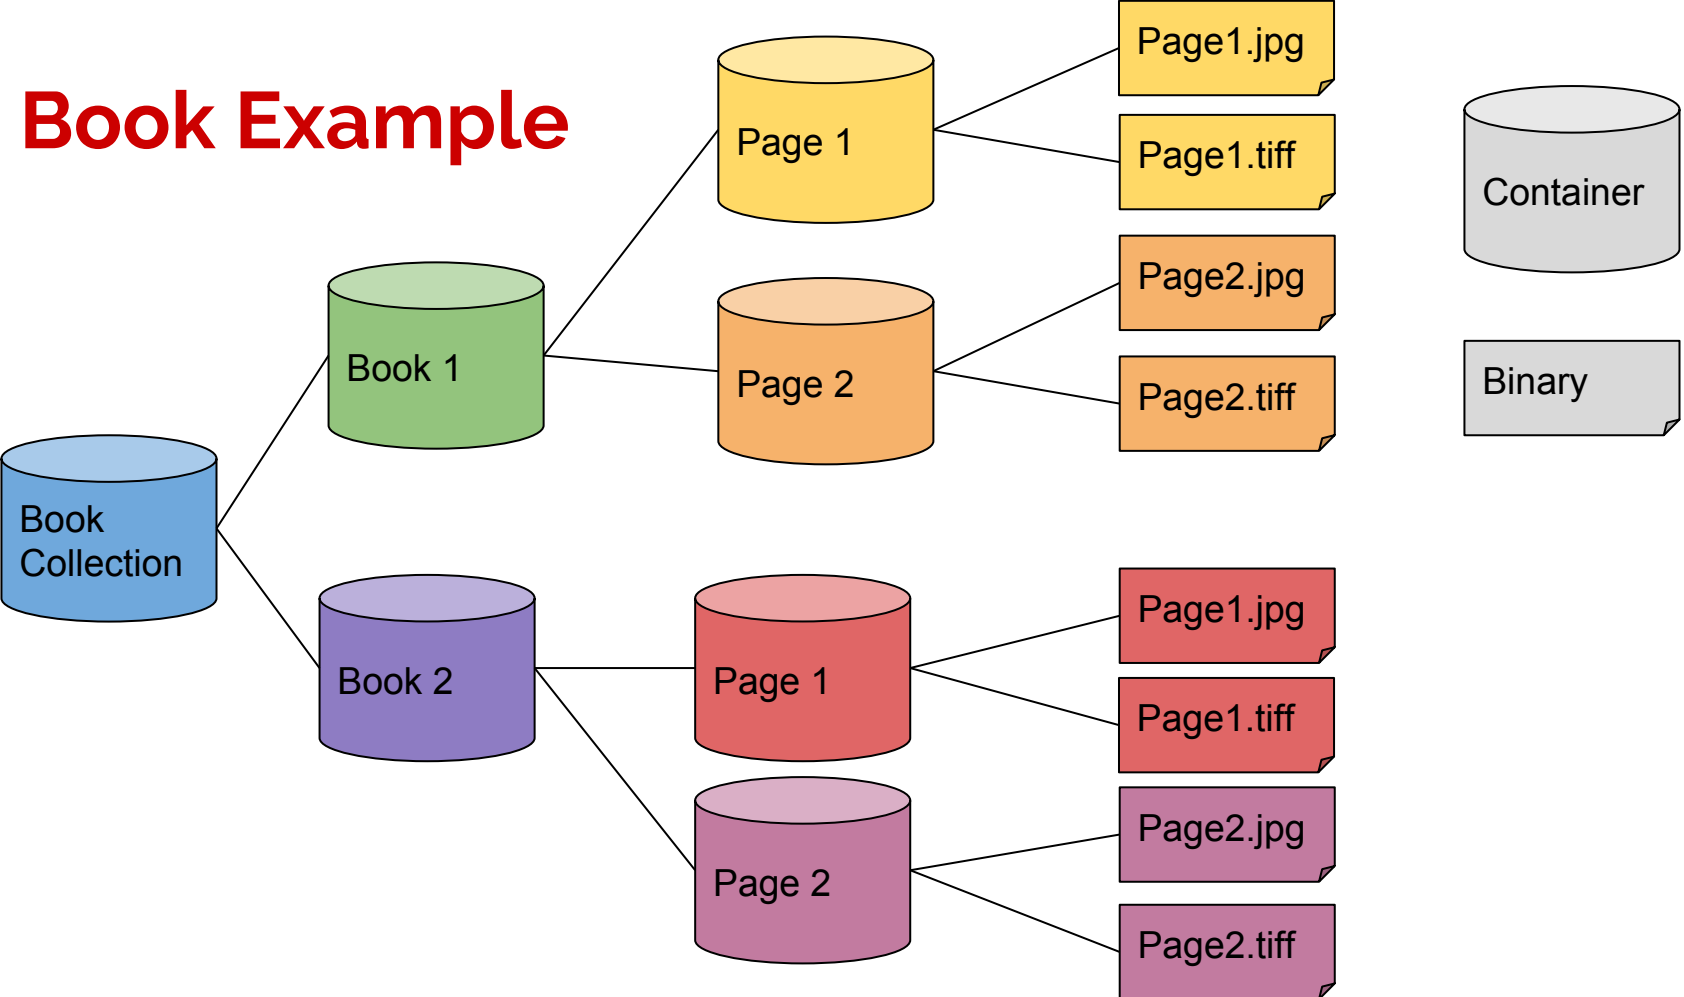 Book Example
Book
Collection
Book 1
Page 1
Page1.jpg
Page1.tiff
Page 2
Page2.jpg
Page2.tiff
Book 2
Page 1
Page1.jpg
Page1.tiff
Page 2
Page2.jpg
Page2.tiff
Container
Binary